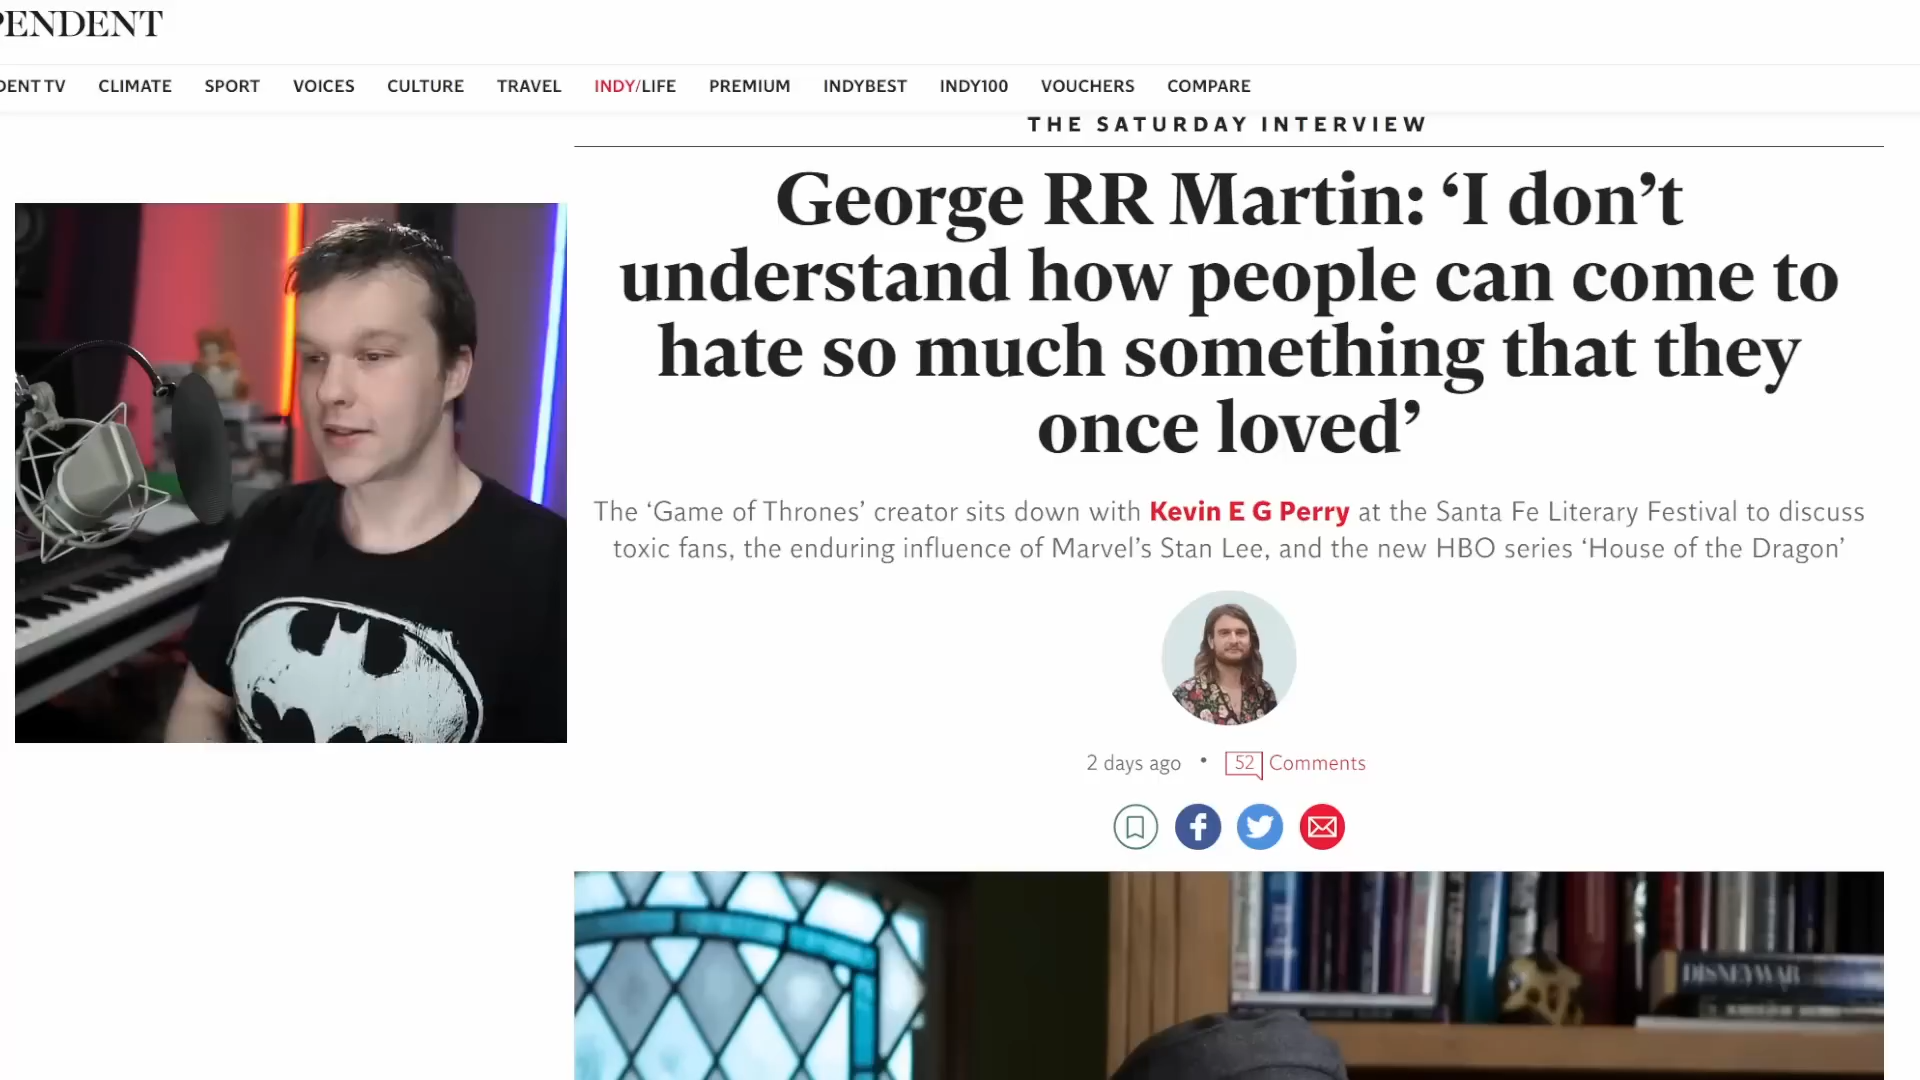 PENDENT
DENT TV CLIMATE SPORT VOICES CULTURE TRAVEL INDY/LIFE PREMIUM INDYBEST INDY100 VOUCHERS COMPARE
THE SATURDAY INTERVIEW
George RR Martin: ‘I don’t
understand how people can come to
hate so much something that they
once loved’
The ‘Game of Thrones’ creator sits down with Kevin E G Perry at the Santa Fe Literary Festival to discuss
toxic fans, the enduring influence of Marvel’s Stan Lee, and the new HBO series ‘House of the Dragon’
2 days ago • 52 Comments
DISNEYWAR